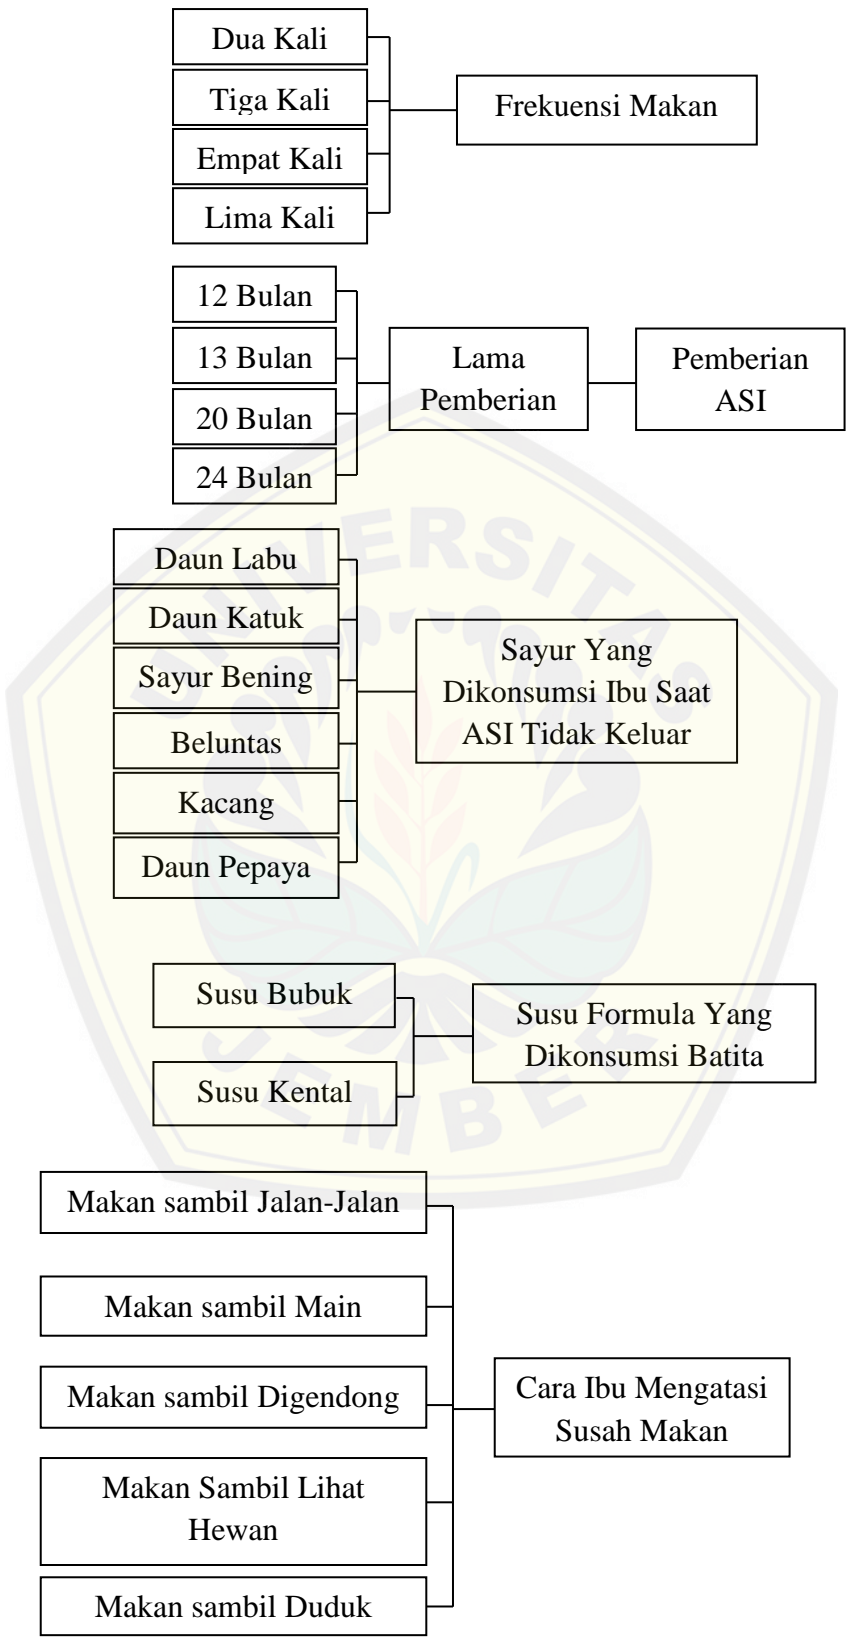 Dua Kali
Tiga Kali
Empat Kali
Lima Kali
Frekuensi Makan
12 Bulan
13 Bulan
20 Bulan
24 Bulan
Lama
Pemberian
Pemberian
ASI
Daun Labu
Daun Katuk
Sayur Bening
Beluntas
Kacang
Daun Pepaya
Sayur Yang
Dikonsumsi Ibu Saat
ASI Tidak Keluar
Susu Bubuk
Susu Kental
Susu Formula Yang
Dikonsumsi Batita
Makan sambil Jalan-Jalan
Makan sambil Main
Makan sambil Digendong
Makan Sambil Lihat
Hewan
Makan sambil Duduk
Cara Ibu Mengatasi
Susah Makan
UNIVERSITAS
JEMBER